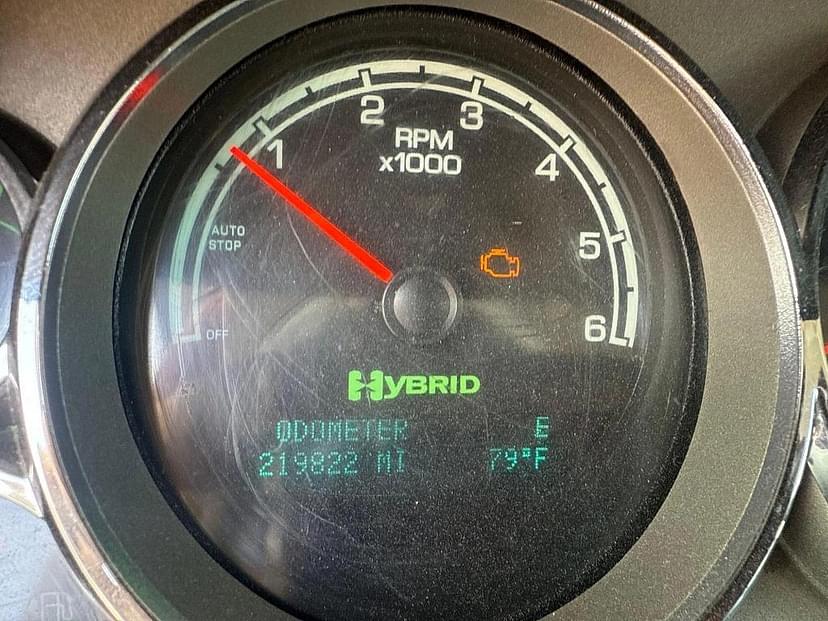 2
3
RPM
x1000
1
4
AUTO
STOP
5
OFF
6
HYBRID
ODOMETER E
219822 MI 79°F